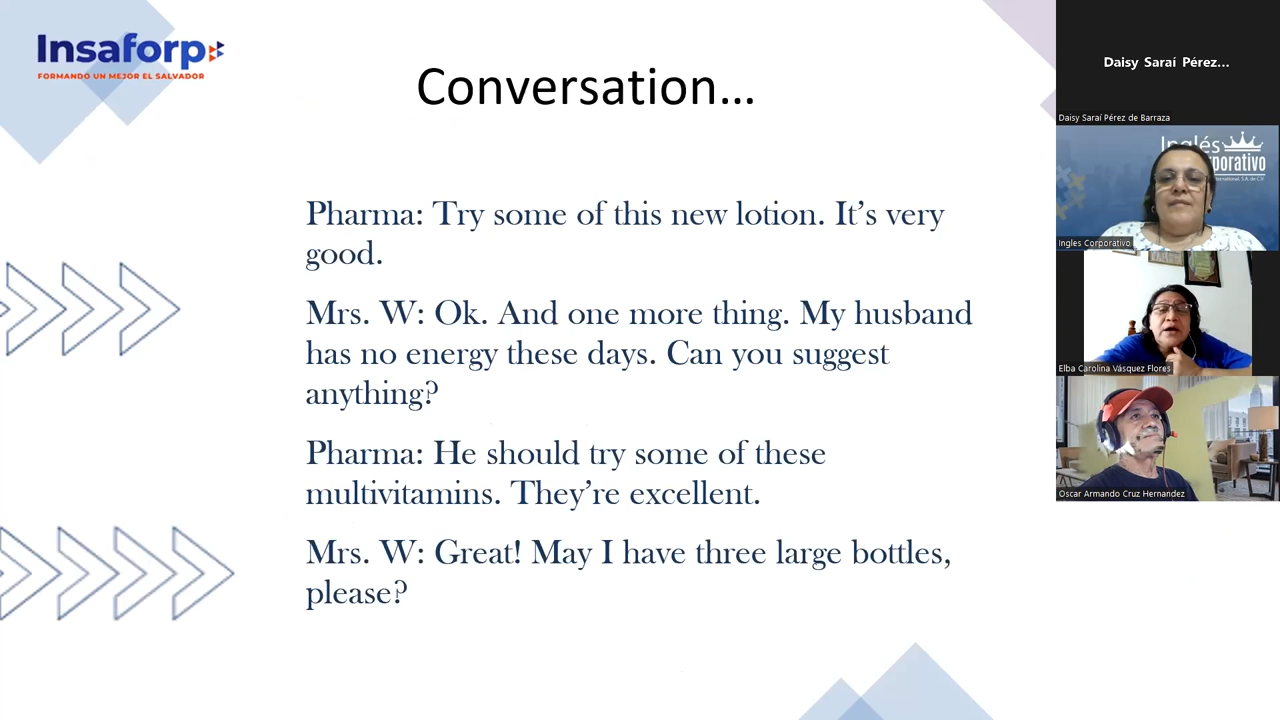 Insaforp
FORMANDO UN MEJOR EL SALVADOR
Conversation...
Pharma: Try some of this new lotion. It's very
good.
Mrs. W: Ok. And one more thing. My husband
has no energy these days. Can you suggest
anything?
Pharma: He should try some of these
multivitamins. They're excellent.
Mrs. W: Great! May I have three large bottles,
please?
Daisy Saraí Pérez...
Daisy Saraí Pérez de Barraza
Inglés
International, S.A. de C.V.
Ingles Corporativo
Elba Carolina Vásquez Flores
Oscar Armando Cruz Hernandez